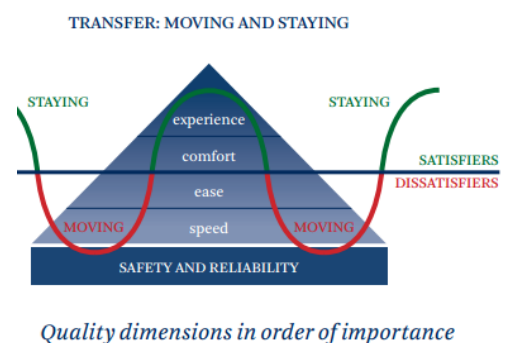 TRANSFER: MOVING AND STAYING
STAYING
STAYING
experience
comfort
SATISFIERS
DISSATISFIERS
ease
MOVING
speed
MOVING
SAFETY AND RELIABILITY
Quality dimensions in order of importance